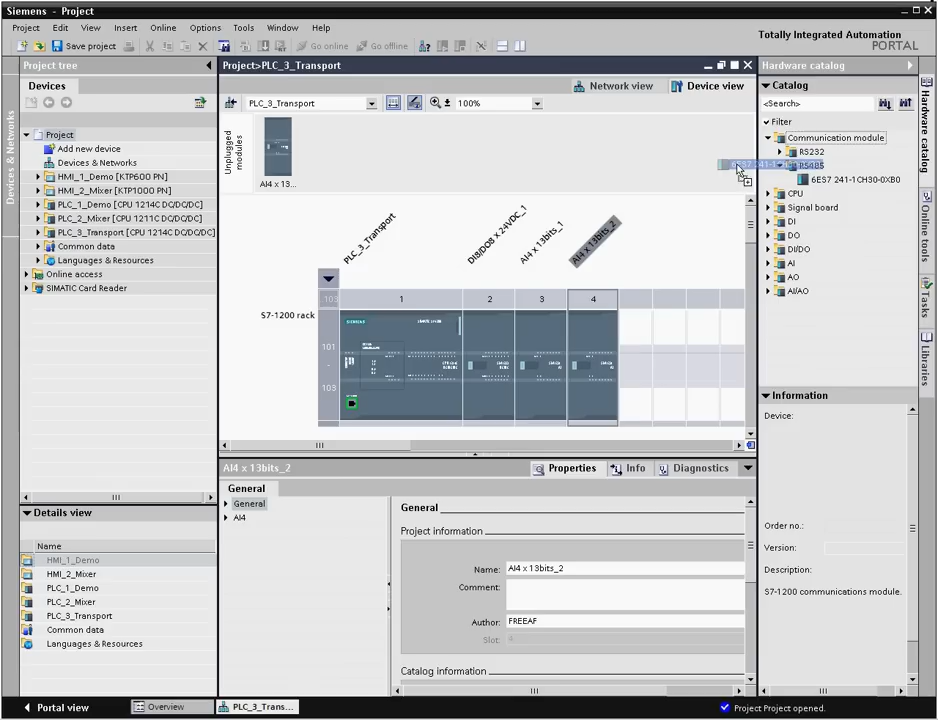 Siemens - Project
Project Edit View Insert Online Options Tools Window Help
Totally Integrated Automation
PORTAL
Save project
Go online
Go offline
Project tree
Devices
Devices & Networks
Project
Add new device
Devices & Networks
HMI_1_Demo [KTP600 PN]
HMI_2_Mixer [KTP1000 PN]
PLC_1_Demo [CPU 1214C DC/DC/DC]
PLC_2_Mixer [CPU 1211C DC/DC/DC]
PLC_3_Transport [CPU 1214C DC/DC/DC]
Common data
Languages & Resources
Online access
SIMATIC Card Reader
Details view
Name
HMI_1_Demo
HMI_2_Mixer
PLC_1_Demo
PLC_2_Mixer
PLC_3_Transport
Common data
Languages & Resources
Project>PLC_3_Transport
Network view
Device view
PLC_3_Transport
100%
Unplugged modules
AI4 x 13...
PLC_3_Transport
DI8/DO8 x 24VDC_1
AI4 x 13bits_1
AI4 x 13bits_2
103 1 2 3 4
S7-1200 rack
101
103
SIEMENS
AI4 x 13bits_2
Properties
Info
Diagnostics
General
General
AI4
General
Project information
Name: AI4 x 13bits_2
Comment:
Author: FREEAF
Slot: 4
Catalog information
Hardware catalog
Catalog
<Search>
Filter
Communication module
RS232
RS485
6ES7 241-1CH30-0XB0
CPU
Signal board
DI
DO
DI/DO
AI
AO
AI/AO
Information
Device:
Order no.:
Version:
Description:
S7-1200 communications module.
Hardware catalog
Online tools
Tasks
Libraries
Portal view
Overview
PLC_3_Trans...
Project Project opened.